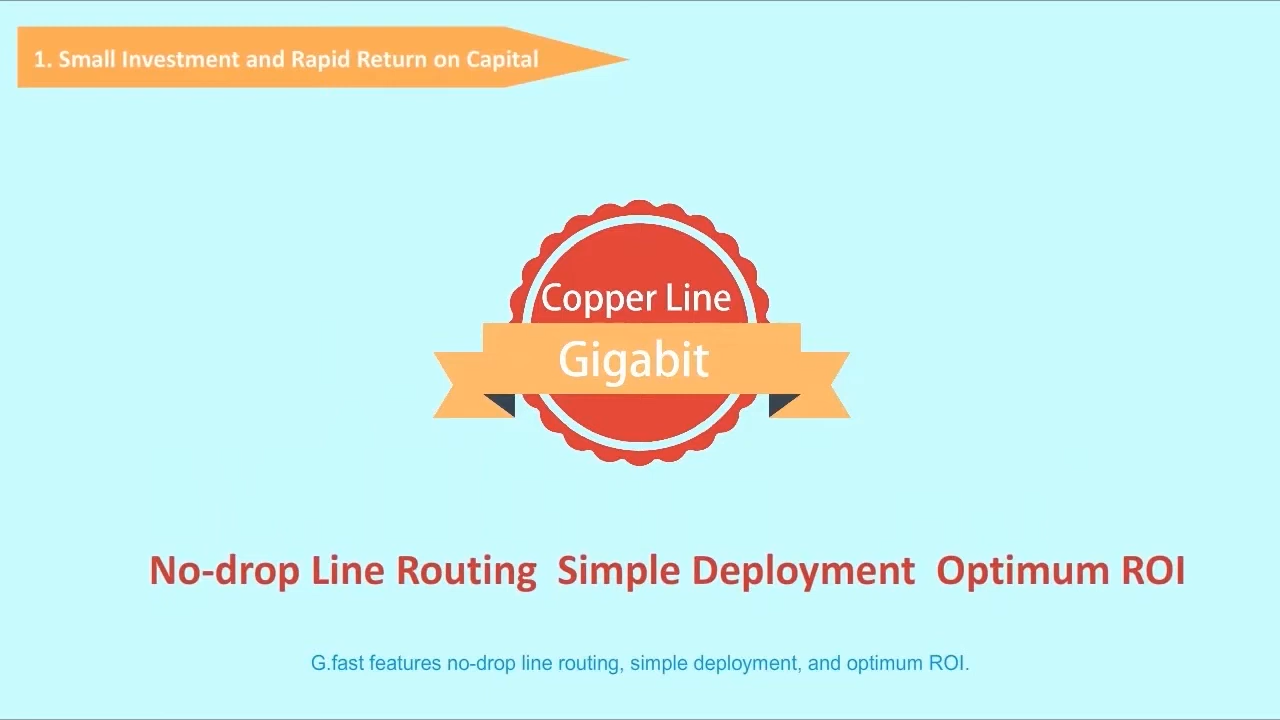 1. Small Investment and Rapid Return on Capital
Copper Line
Gigabit
No-drop Line Routing  Simple Deployment  Optimum ROI
G.fast features no-drop line routing, simple deployment, and optimum ROI.